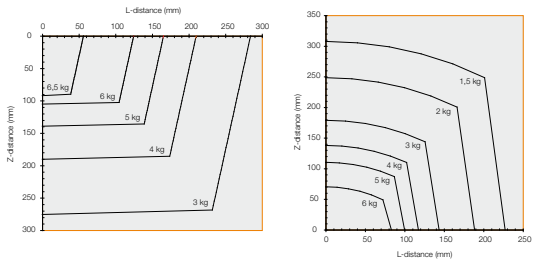 L-distance (mm)
0 50 100 150 200 250 300
0
50
100
150
200
250
300
Z-distance (mm)
6,5 kg
6 kg
5 kg
4 kg
3 kg
350
300
250
200
150
100
50
0
Z-distance (mm)
1,5 kg
2 kg
3 kg
4 kg
5 kg
6 kg
0 50 100 150 200 250
L-distance (mm)